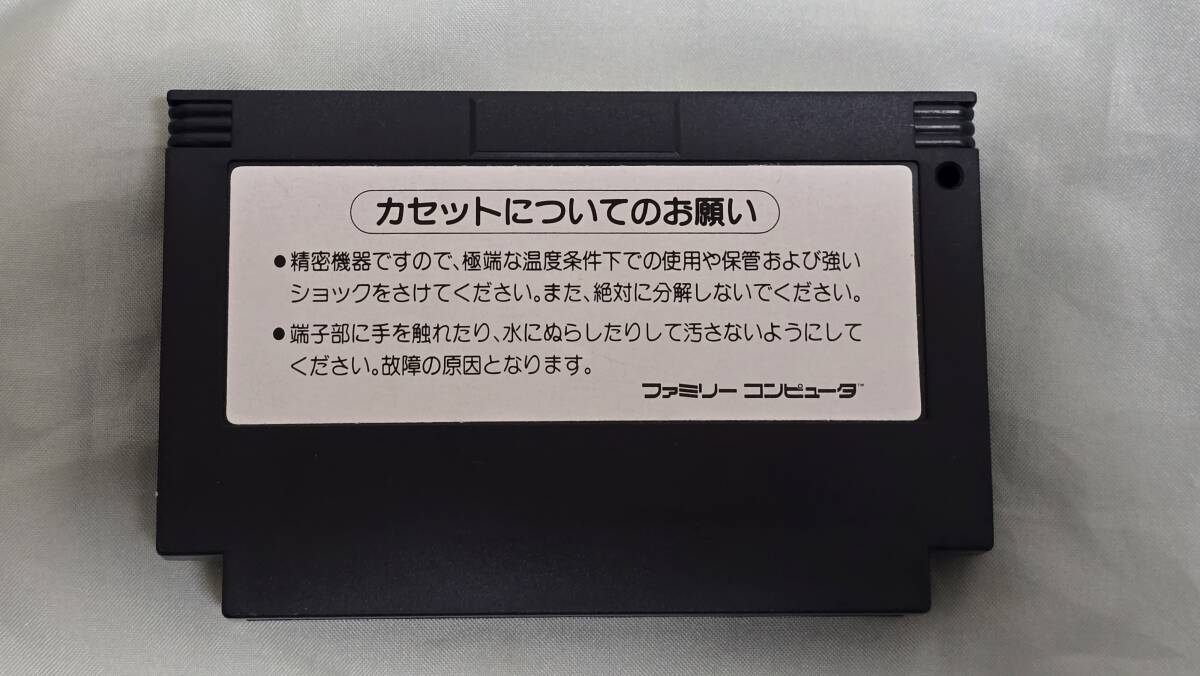 カセットについてのお願い
●精密機器ですので、極端な温度条件下での使用や保管および強い
ショックをさけてください。また、絶対に分解しないでください。
●端子部に手を触れたり、水にぬらしたりして汚さないようにして
ください。故障の原因となります。
ファミリー コンピュータ™